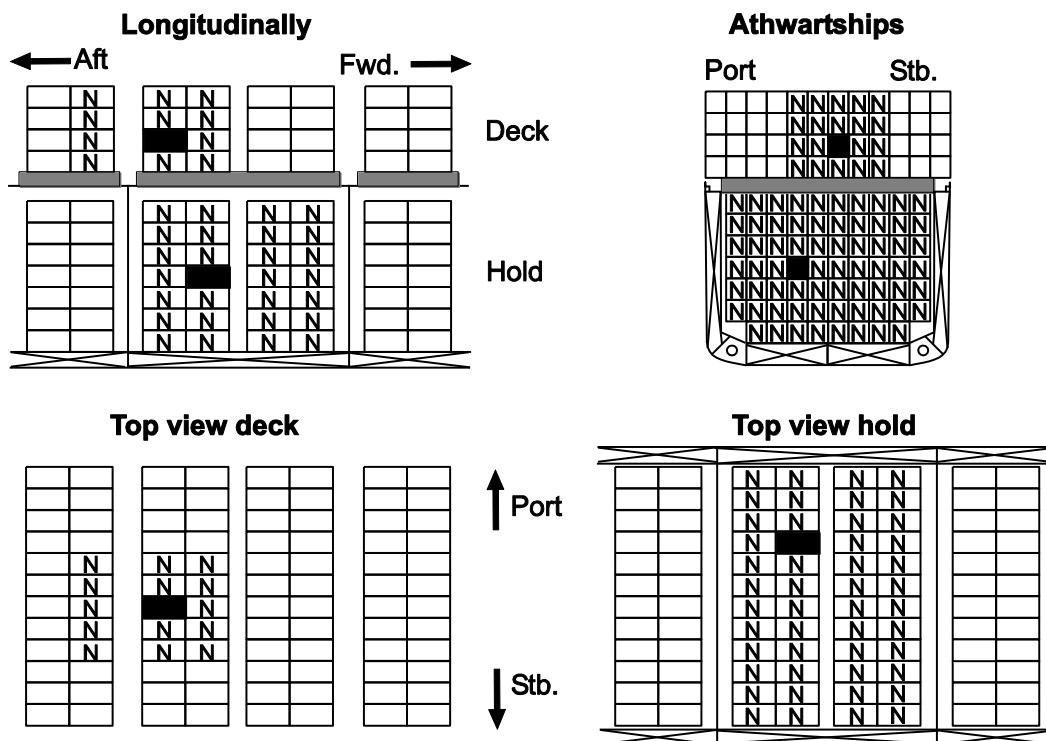 Longitudinally
Aft
Fwd.
N N N
N N N
N N
N N N
Deck
N N N N
N N N N
N N N N
N N N
N N N N
N N N N
N N N N
Hold
Athwartships
Port
Stb.
N N N N N
N N N N N
N N N N
N N N N N
N N N N N N N N N N
N N N N N N N N N N
N N N N N N N N N N
N N N N N N N N N
N N N N N N N N N N
N N N N N N N N N N
N N N N N N N N
Top view deck
N N N
N N N
N N
N N N
N N N
Port
Stb.
Top view hold
N N N N
N N N N
N N N N
N N N
N N N N
N N N N
N N N N
N N N N
N N N N
N N N N
N N N N
N N N N